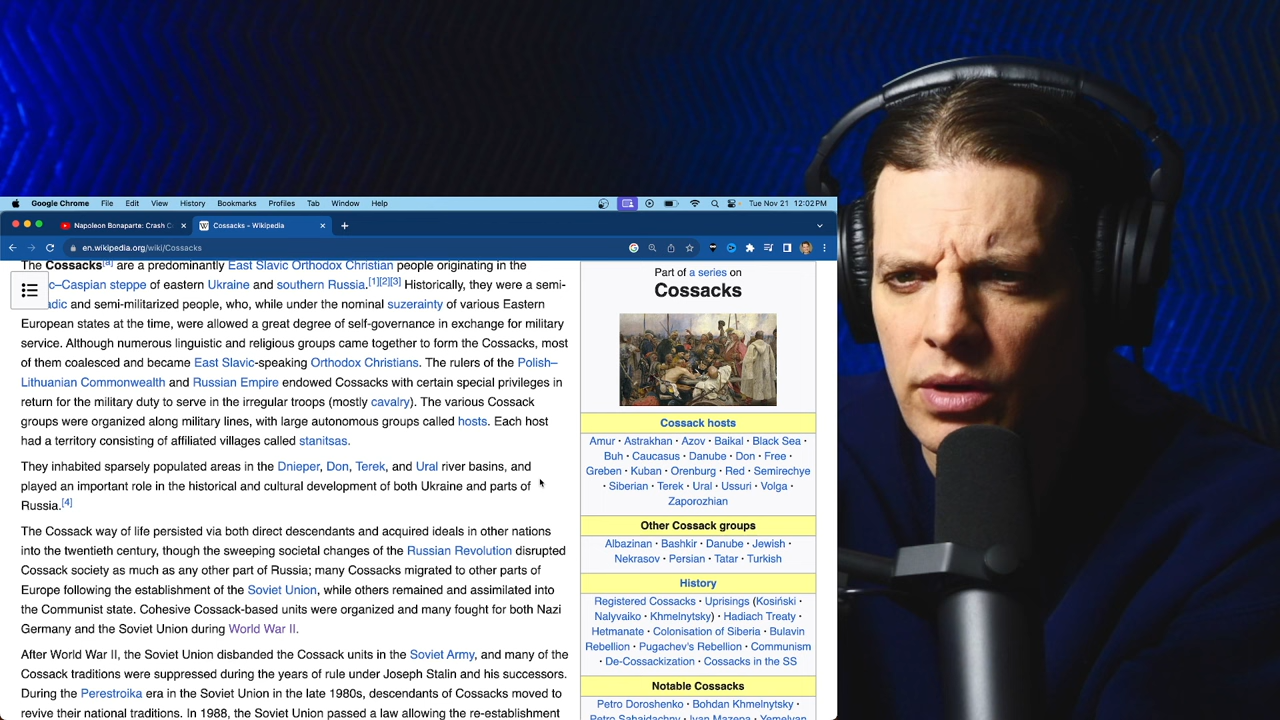 Google Chrome File Edit View History Bookmarks Profiles Tab Window Help Tue Nov 21 12:02 PM
Napoleon Bonaparte: Crash C Cossacks - Wikipedia
en.wikipedia.org/wiki/Cossacks
The Cossacks[a] are a predominantly East Slavic Orthodox Christian people originating in the
c–Caspian steppe of eastern Ukraine and southern Russia.[1][2][3] Historically, they were a semi-
adic and semi-militarized people, who, while under the nominal suzerainty of various Eastern
European states at the time, were allowed a great degree of self-governance in exchange for military
service. Although numerous linguistic and religious groups came together to form the Cossacks, most
of them coalesced and became East Slavic-speaking Orthodox Christians. The rulers of the Polish–
Lithuanian Commonwealth and Russian Empire endowed Cossacks with certain special privileges in
return for the military duty to serve in the irregular troops (mostly cavalry). The various Cossack
groups were organized along military lines, with large autonomous groups called hosts. Each host
had a territory consisting of affiliated villages called stanitsas.
They inhabited sparsely populated areas in the Dnieper, Don, Terek, and Ural river basins, and
played an important role in the historical and cultural development of both Ukraine and parts of
Russia.[4]
The Cossack way of life persisted via both direct descendants and acquired ideals in other nations
into the twentieth century, though the sweeping societal changes of the Russian Revolution disrupted
Cossack society as much as any other part of Russia; many Cossacks migrated to other parts of
Europe following the establishment of the Soviet Union, while others remained and assimilated into
the Communist state. Cohesive Cossack-based units were organized and many fought for both Nazi
Germany and the Soviet Union during World War II.
After World War II, the Soviet Union disbanded the Cossack units in the Soviet Army, and many of the
Cossack traditions were suppressed during the years of rule under Joseph Stalin and his successors.
During the Perestroika era in the Soviet Union in the late 1980s, descendants of Cossacks moved to
revive their national traditions. In 1988, the Soviet Union passed a law allowing the re-establishment
Part of a series on
Cossacks
Cossack hosts
Amur · Astrakhan · Azov · Baikal · Black Sea ·
Buh · Caucasus · Danube · Don · Free ·
Greben · Kuban · Orenburg · Red · Semirechye
· Siberian · Terek · Ural · Ussuri · Volga ·
Zaporozhian
Other Cossack groups
Albazinan · Bashkir · Danube · Jewish ·
Nekrasov · Persian · Tatar · Turkish
History
Registered Cossacks · Uprisings (Kosiński ·
Nalyvaiko · Khmelnytsky) · Hadiach Treaty ·
Hetmanate · Colonisation of Siberia · Bulavin
Rebellion · Pugachev's Rebellion · Communism
· De-Cossackization · Cossacks in the SS
Notable Cossacks
Petro Doroshenko · Bohdan Khmelnytsky ·
Petro Sahaidachny · Ivan Mazepa · Yemelyan